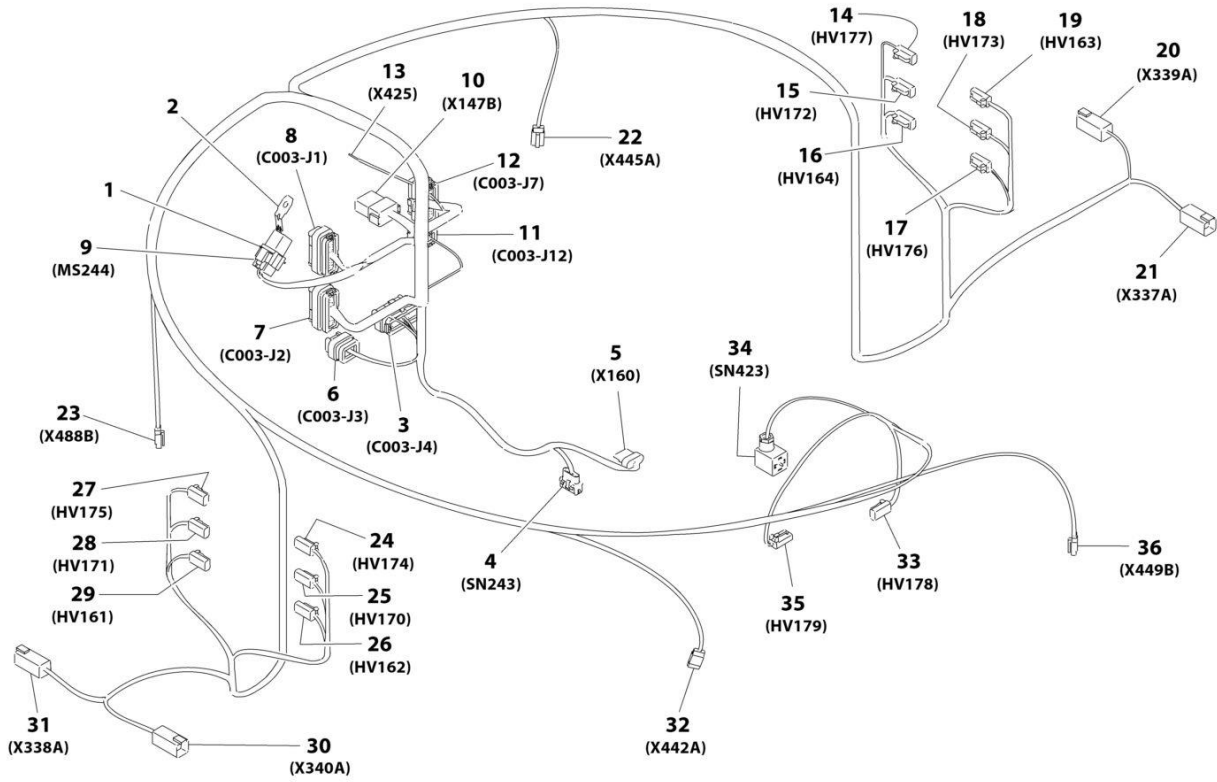 14
(HV177)
18
(HV173)
19
(HV163)
20
(X339A)
13
(X425)
10
(X147B)
2
8
(C003-J1)
15
(HV172)
22
(X445A)
12
(C003-J7)
16
(HV164)
1
9
(MS244)
11
(C003-J12)
17
(HV176)
21
(X337A)
7
(C003-J2)
5
(X160)
34
(SN423)
6
(C003-J3)
3
(C003-J4)
23
(X488B)
27
(HV175)
28
(HV171)
29
(HV161)
24
(HV174)
25
(HV170)
26
(HV162)
4
(SN243)
33
(HV178)
36
(X449B)
35
(HV179)
31
(X338A)
30
(X340A)
32
(X442A)